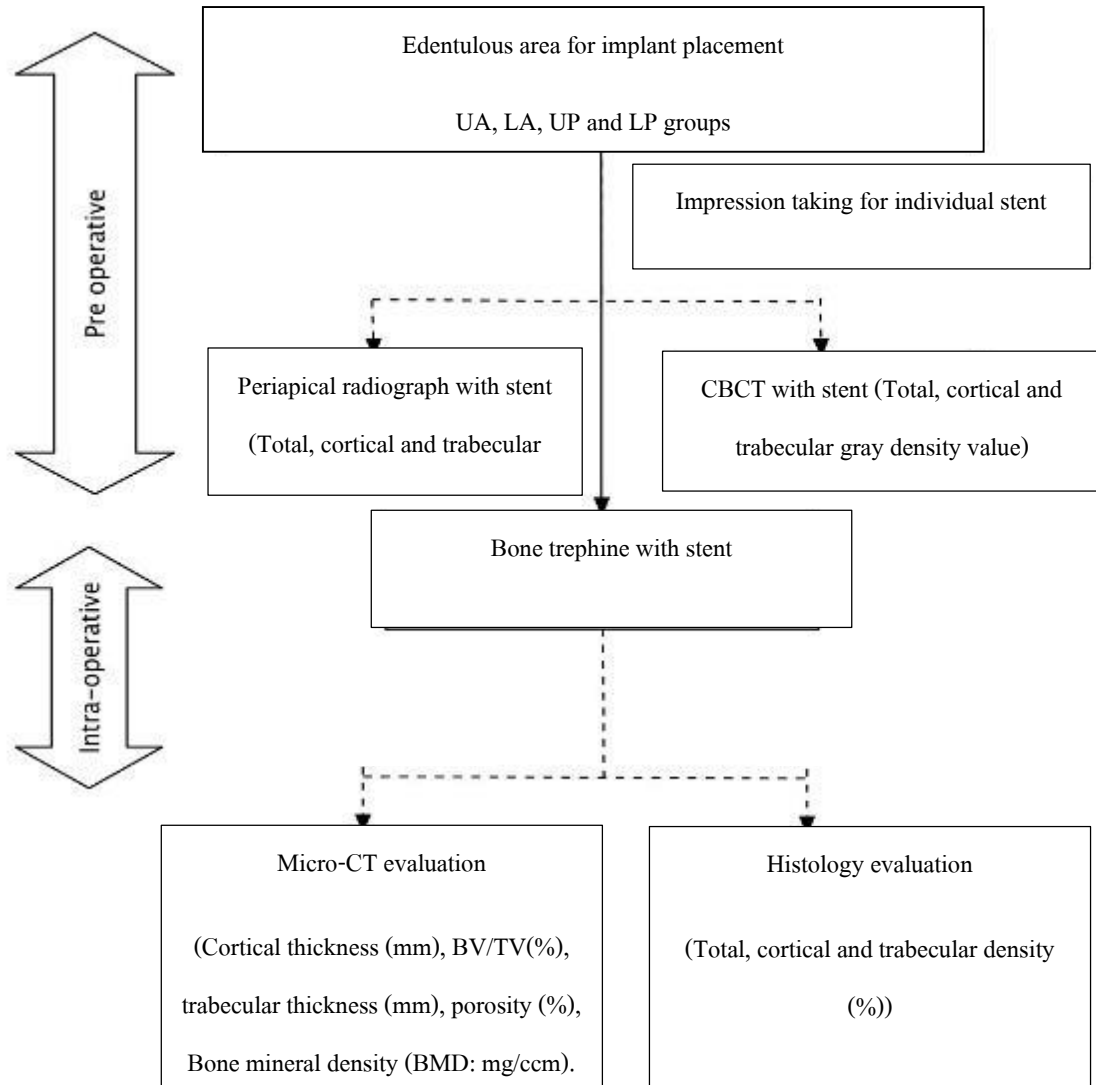 Edentulous area for implant placement
UA, LA, UP and LP groups
Impression taking for individual stent
Pre operative
Periapical radiograph with stent
(Total, cortical and trabecular
CBCT with stent (Total, cortical and
trabecular gray density value)
Bone trephine with stent
Intra-operative
Micro-CT evaluation
(Cortical thickness (mm), BV/TV(%),
trabecular thickness (mm), porosity (%),
Bone mineral density (BMD: mg/ccm).
Histology evaluation
(Total, cortical and trabecular density
(%))